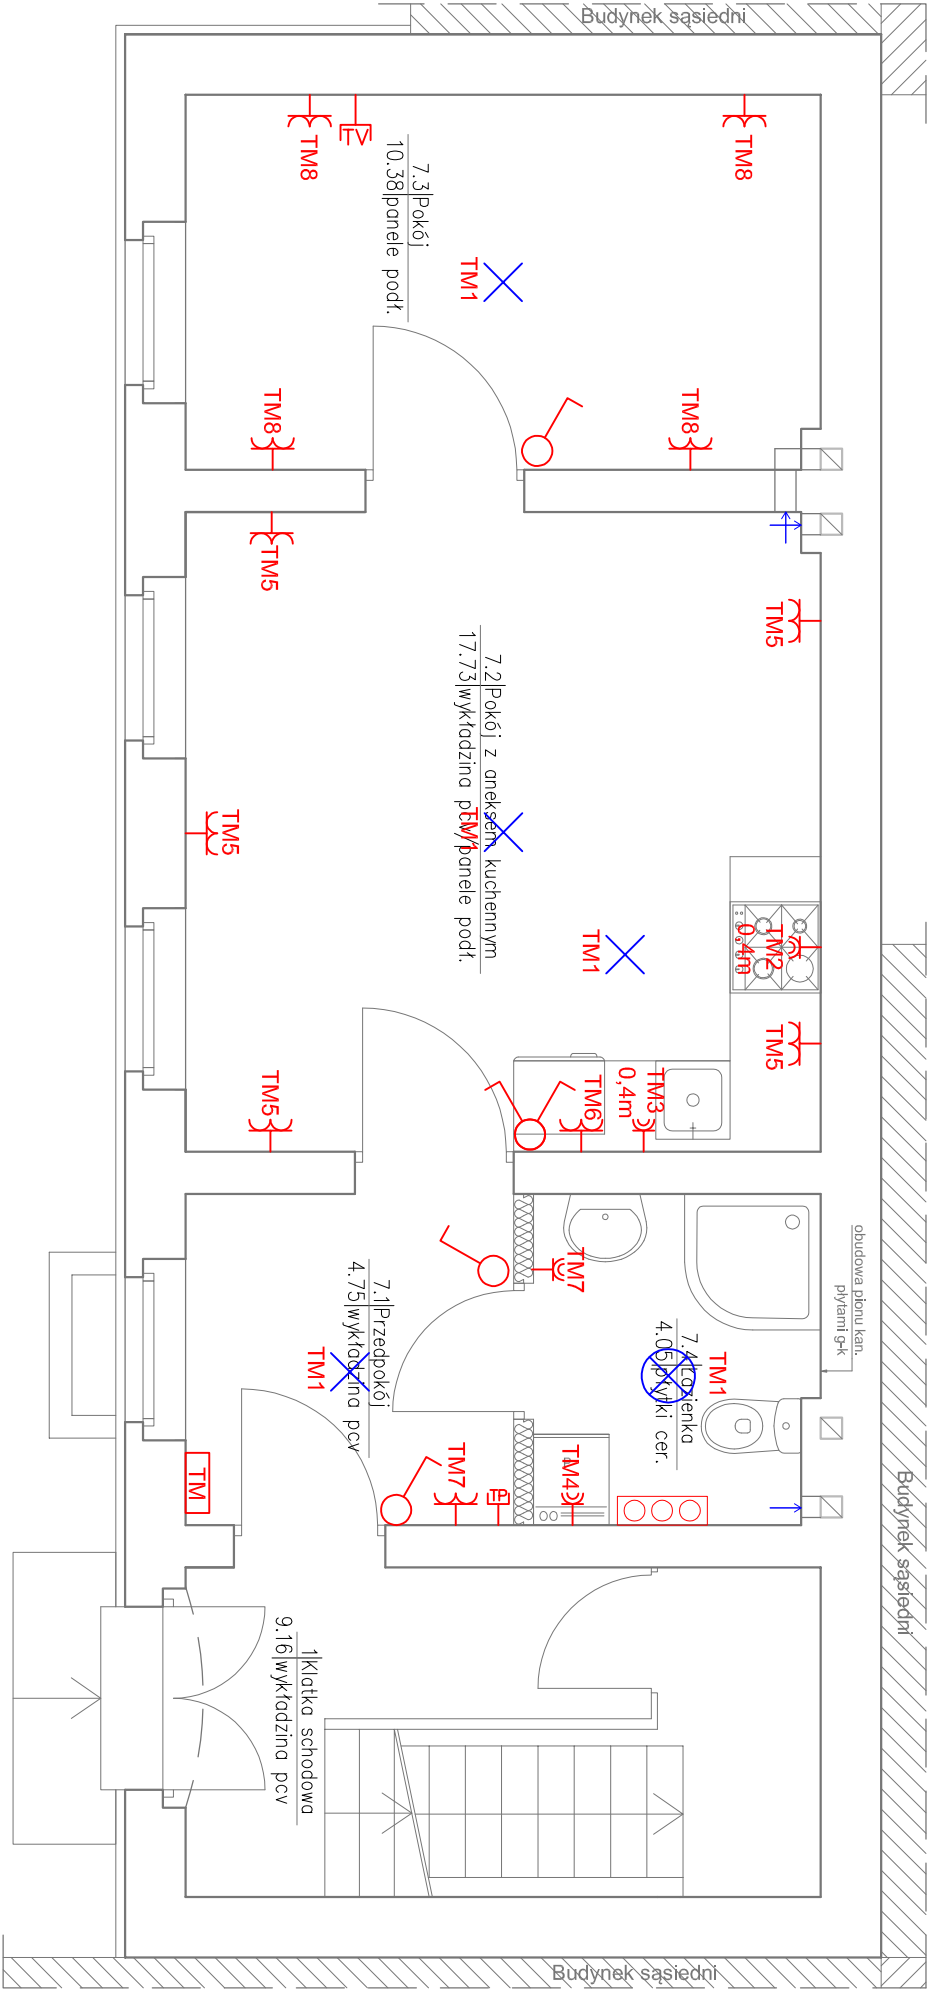 Budynek sąsiedni
TM8
TV
TM8
7.3 Pokój
10.38 panele podł.
TM1
TM8
TM8
TM5
TM5
7.2 Pokój z aneksem kuchennym
17.73 wykładzina pcv/panele podł.
TM1
TM5
TM1
TM2
0,4m
TM5
TM5
TM6
TM3
0,4m
TM7
obudowa pionu kan.
płytami g-k
7.1 Przedpokój
4.75 wykładzina pcv
TM1
7.4 Łazienka
4.05 płytki cer.
TM1
TM
TM7
TP
TM4
Budynek sąsiedni
1 Klatka schodowa
9.16 wykładzina pcv
Budynek sąsiedni